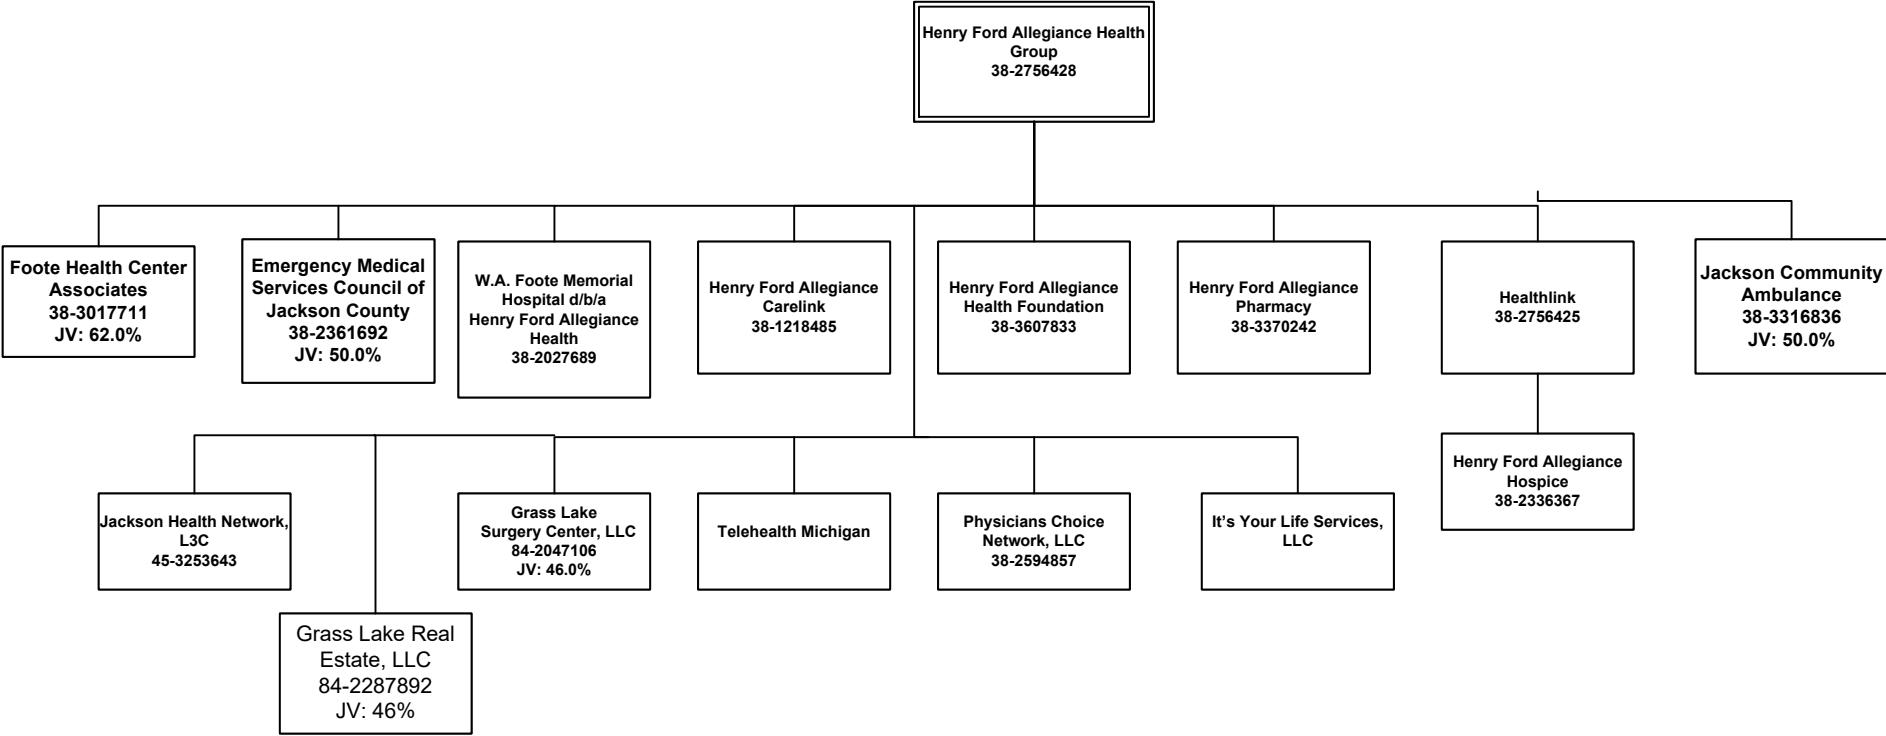 Henry Ford Allegiance Health
Group
38-2756428
Foote Health Center
Associates
38-3017711
JV: 62.0%
Emergency Medical
Services Council of
Jackson County
38-2361692
JV: 50.0%
W.A. Foote Memorial
Hospital d/b/a
Henry Ford Allegiance
Health
38-2027689
Henry Ford Allegiance
Carelink
38-1218485
Henry Ford Allegiance
Health Foundation
38-3607833
Henry Ford Allegiance
Pharmacy
38-3370242
Healthlink
38-2756425
Jackson Community
Ambulance
38-3316836
JV: 50.0%
Jackson Health Network,
L3C
45-3253643
Grass Lake
Surgery Center, LLC
84-2047106
JV: 46.0%
Telehealth Michigan
Physicians Choice
Network, LLC
38-2594857
It’s Your Life Services,
LLC
Henry Ford Allegiance
Hospice
38-2336367
Grass Lake Real
Estate, LLC
84-2287892
JV: 46%